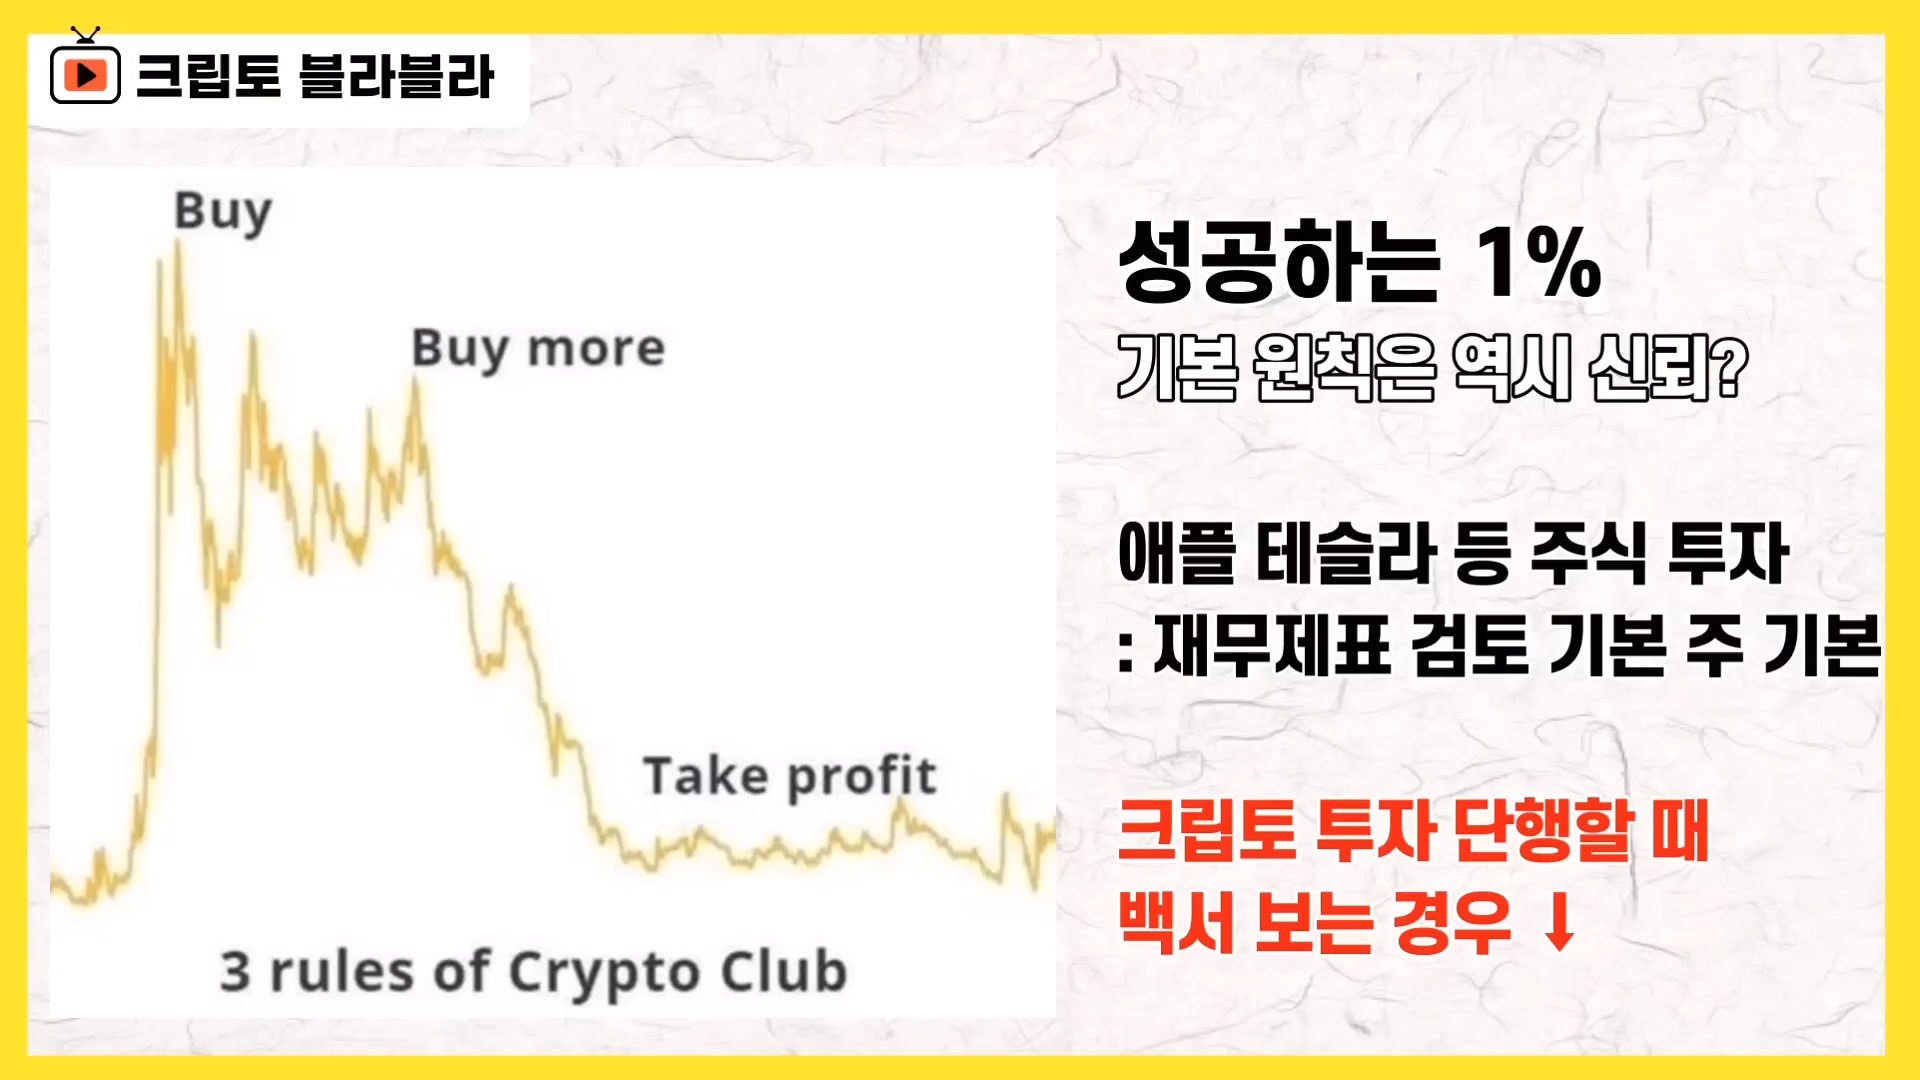 크립토 블라블라
Buy
Buy more
Take profit
3 rules of Crypto Club
성공하는 1%
기본 원칙은 역시 신뢰?
애플 테슬라 등 주식 투자
: 재무제표 검토 기본 주 기본
크립토 투자 단행할 때
백서 보는 경우 ↓